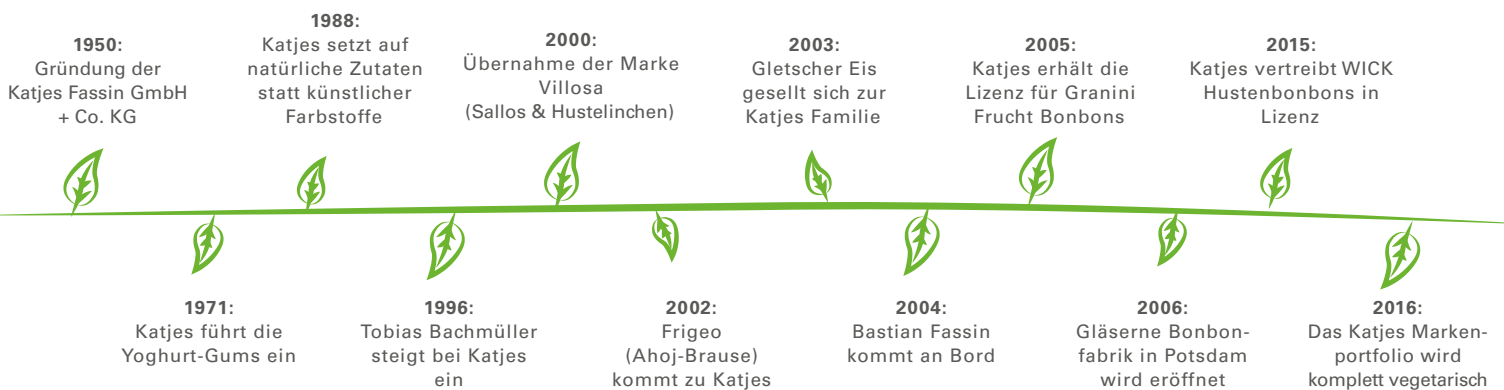 1950:
Gründung der
Katjes Fassin GmbH
+ Co. KG
1971:
Katjes führt die
Yoghurt-Gums ein
1988:
Katjes setzt auf
natürliche Zutaten
statt künstlicher
Farbstoffe
1996:
Tobias Bachmüller
steigt bei Katjes
ein
2000:
Übernahme der Marke
Villosa
(Sallos & Hustelinchen)
2002:
Frigeo
(Ahoj-Brause)
kommt zu Katjes
2003:
Gletscher Eis
gesellt sich zur
Katjes Familie
2004:
Bastian Fassin
kommt an Bord
2005:
Katjes erhält die
Lizenz für Granini
Frucht Bonbons
2006:
Gläserne Bonbon-
fabrik in Potsdam
wird eröffnet
2015:
Katjes vertreibt WICK
Hustenbonbons in
Lizenz
2016:
Das Katjes Marken-
portfolio wird
komplett vegetarisch